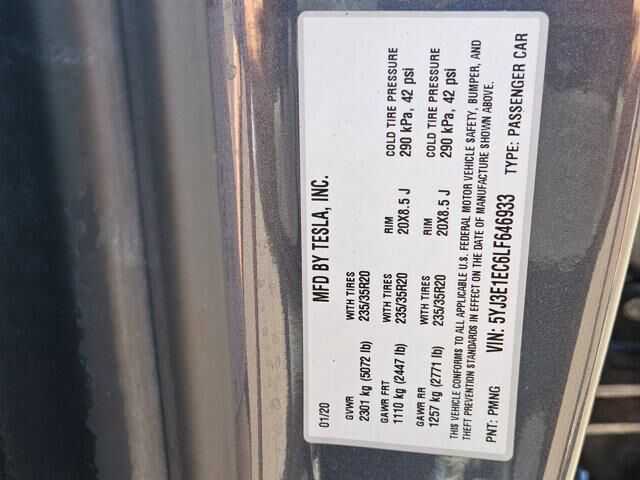 01/20 MFD BY TESLA, INC.
GVWR WITH TIRES
2301 kg (5072 lb) 235/35R20
GAWR FRT WITH TIRES RIM COLD TIRE PRESSURE
1110 kg (2447 lb) 235/35R20 20X8.5 J 290 kPa, 42 psi
GAWR RR WITH TIRES RIM COLD TIRE PRESSURE
1257 kg (2771 lb) 235/35R20 20X8.5 J 290 kPa, 42 psi
THIS VEHICLE CONFORMS TO ALL APPLICABLE U.S. FEDERAL MOTOR VEHICLE SAFETY, BUMPER, AND
THEFT PREVENTION STANDARDS IN EFFECT ON THE DATE OF MANUFACTURE SHOWN ABOVE.
PNT: PMNG VIN: 5YJ3E1EC6LF646933 TYPE: PASSENGER CAR